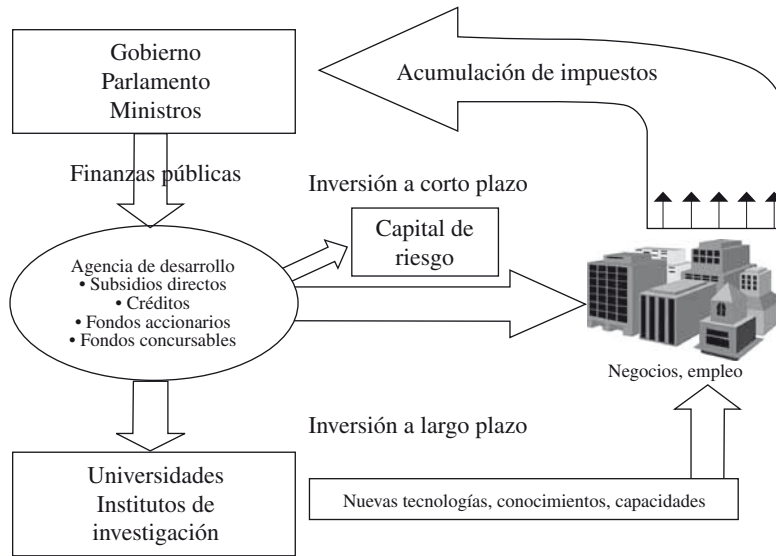 Gobierno
Parlamento
Ministros
Acumulación de impuestos
Finanzas públicas
Inversión a corto plazo
Capital de
riesgo
Agencia de desarrollo
• Subsidios directos
• Créditos
• Fondos accionarios
• Fondos concursables
Negocios, empleo
Inversión a largo plazo
Universidades
Institutos de
investigación
Nuevas tecnologías, conocimientos, capacidades